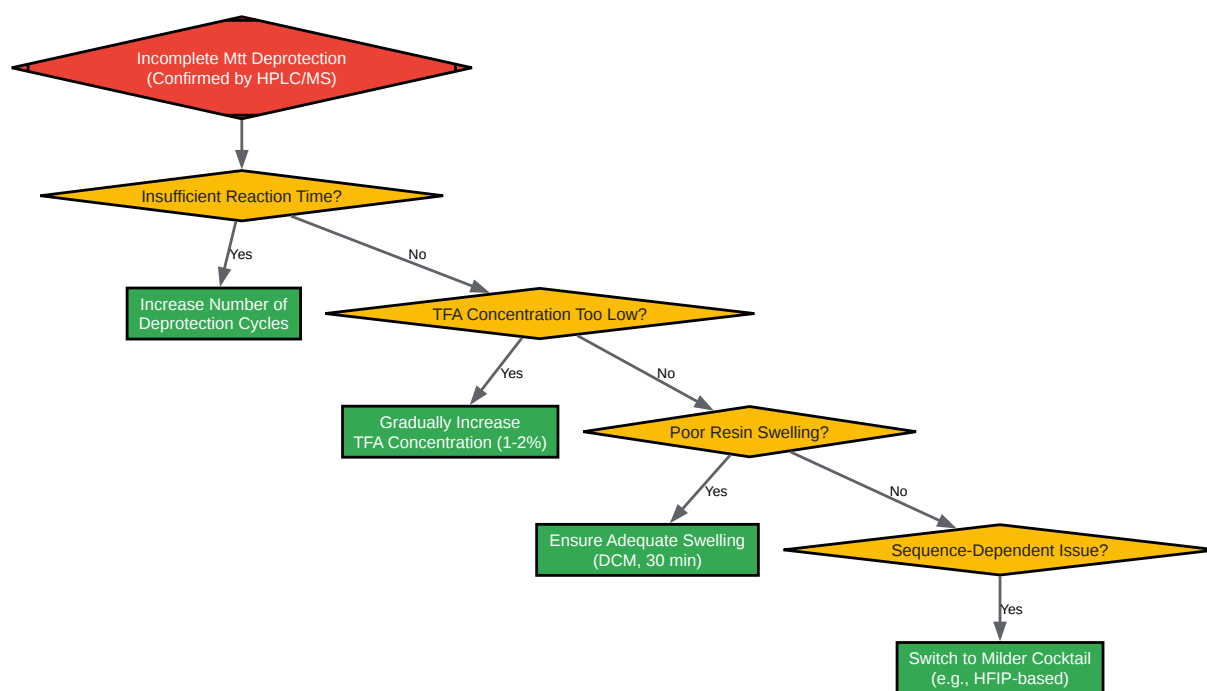 Incomplete Mtt Deprotection
(Confirmed by HPLC/MS)
Insufficient Reaction Time?
Yes
No
Increase Number of
Deprotection Cycles
TFA Concentration Too Low?
Yes
No
Gradually Increase
TFA Concentration (1-2%)
Poor Resin Swelling?
Yes
No
Ensure Adequate Swelling
(DCM, 30 min)
Sequence-Dependent Issue?
Yes
Switch to Milder Cocktail
(e.g., HFIP-based)